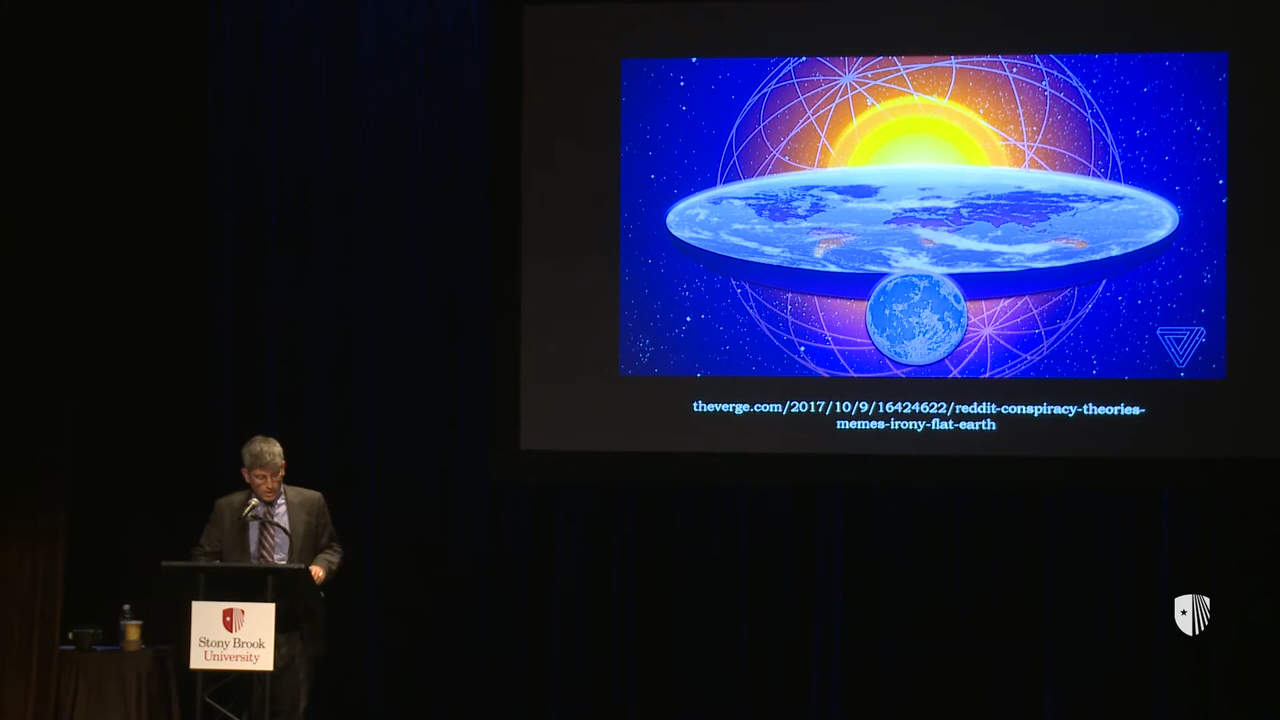 theverge.com/2017/10/9/16424622/reddit-conspiracy-theories-
memes-irony-flat-earth
Stony Brook
University